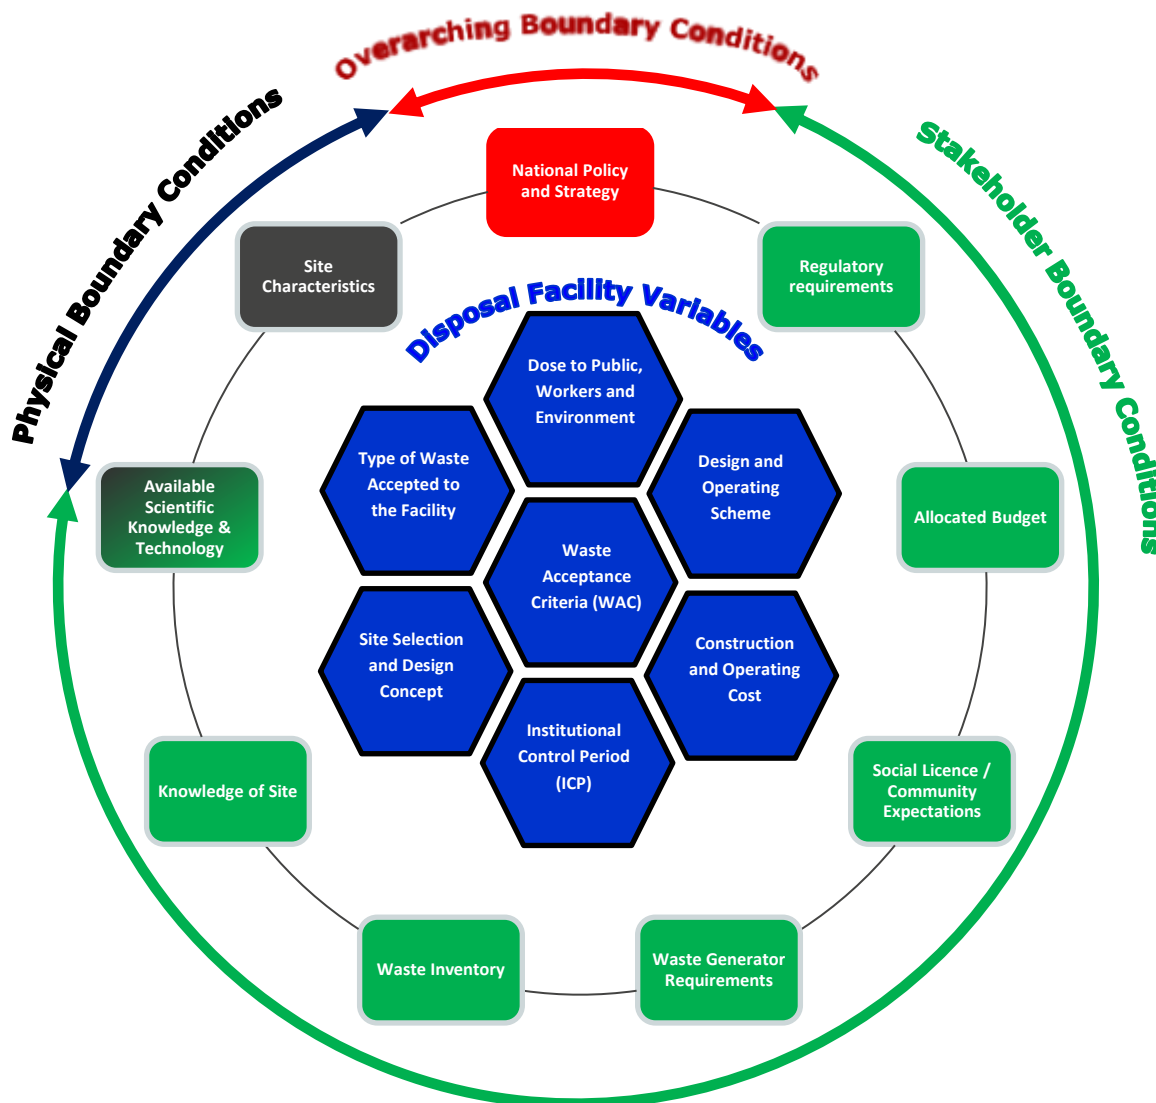 Overarching Boundary Conditions
Physical Boundary Conditions
Stakeholder Boundary Conditions
National Policy
and Strategy
Site
Characteristics
Regulatory
requirements
Disposal Facility Variables
Dose to Public,
Workers and
Environment
Type of Waste
Accepted to
the Facility
Design and
Operating
Scheme
Available
Scientific
Knowledge &
Technology
Allocated Budget
Waste
Acceptance
Criteria (WAC)
Site Selection
and Design
Concept
Construction
and Operating
Cost
Institutional
Control Period
(ICP)
Knowledge of Site
Social Licence /
Community
Expectations
Waste Inventory
Waste Generator
Requirements